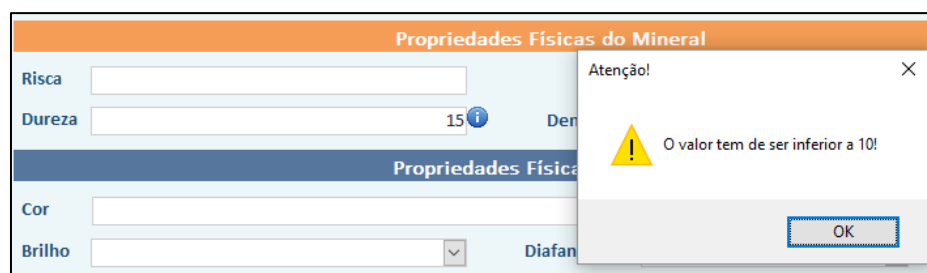 Propriedades Físicas do Mineral
Atenção!
Risca
Dureza 15 Den
O valor tem de ser inferior a 10!
Propriedades Física
Cor
OK
Brilho Diafan